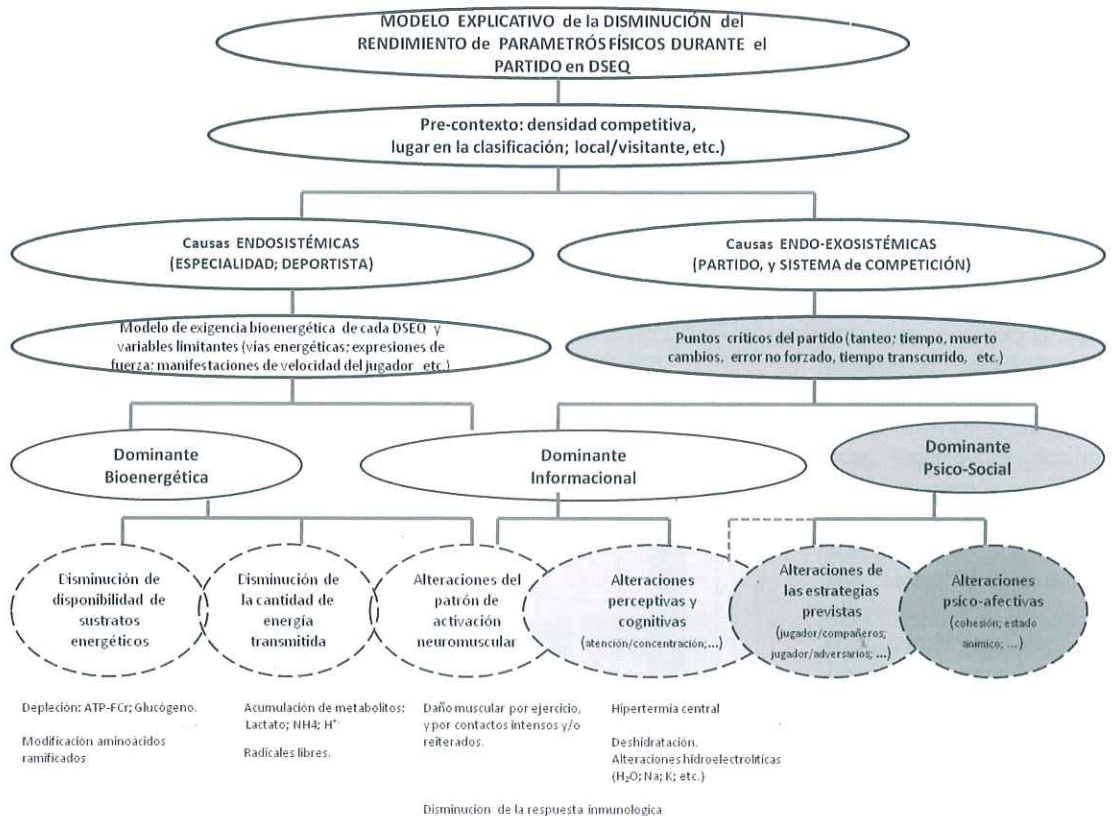 MODELO EXPLICATIVO de la DISMINUCIÓN del
RENDIMIENTO de PARAMETRÓS FÍSICOS DURANTE el
PARTIDO en DSEQ
Pre-contexto: densidad competitiva,
lugar en la clasificación; local/visitante, etc.)
Causas ENDOSISTÉMICAS
(ESPECIALIDAD; DEPORTISTA)
Causas ENDO-EXOSISTÉMICAS
(PARTIDO, y SISTEMA de COMPETICIÓN)
Modelo de exigencia bioenergética de cada DSEQ y
variables limitantes (vías energéticas; expresiones de
fuerza; manifestaciones de velocidad del jugador etc.)
Puntos críticos del partido (tanteo; tiempo, muerto
cambios, error no forzado, tiempo transcurrido, etc.)
Dominante
Bioenergética
Dominante
Informacional
Dominante
Psico-Social
Disminución de
disponibilidad de
sustratos
energéticos
Disminución de
la cantidad de
energía
transmitida
Alteraciones del
patrón de
activación
neuromuscular
Alteraciones
perceptivas y
cognitivas
(atención/concentración;...)
Alteraciones de
las estrategias
previstas
(jugador/compañeros;
jugador/adversarios; ...)
Alteraciones
psico-afectivas
(cohesión; estado
anímico; ...)
Depleción: ATP-FCr; Glucógeno.
Modificación aminoácidos
ramificados
Acumulación de metabolitos:
Lactato; NH4; H⁺
Radicales libres.
Daño muscular por ejercicio,
y por contactos intensos y/o
reiterados.
Hipertermia central
Deshidratación.
Alteraciones hidroelectrolíticas
(H₂O; Na; K; etc.)
Disminución de la respuesta inmunológica